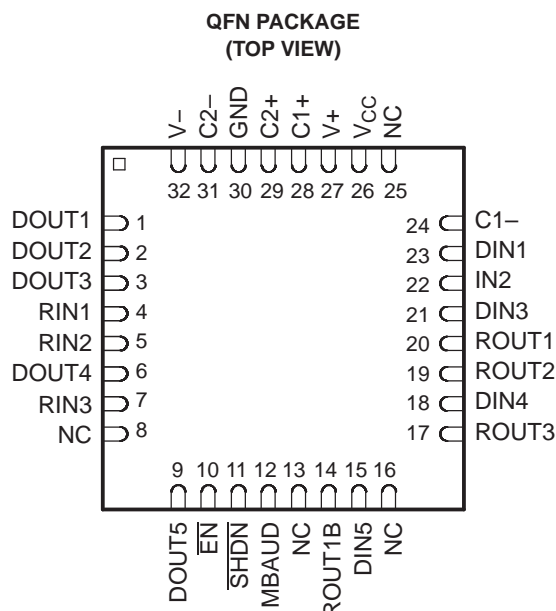 QFN PACKAGE
(TOP VIEW)
V–
C2–
GND
C2+
C1+
V+
VCC
NC
32 31 30 29 28 27 26 25
DOUT1 1
DOUT2 2
DOUT3 3
RIN1 4
RIN2 5
DOUT4 6
RIN3 7
NC 8
24 C1–
23 DIN1
22 IN2
21 DIN3
20 ROUT1
19 ROUT2
18 DIN4
17 ROUT3
9 10 11 12 13 14 15 16
DOUT5
EN
SHDN
MBAUD
NC
ROUT1B
DIN5
NC